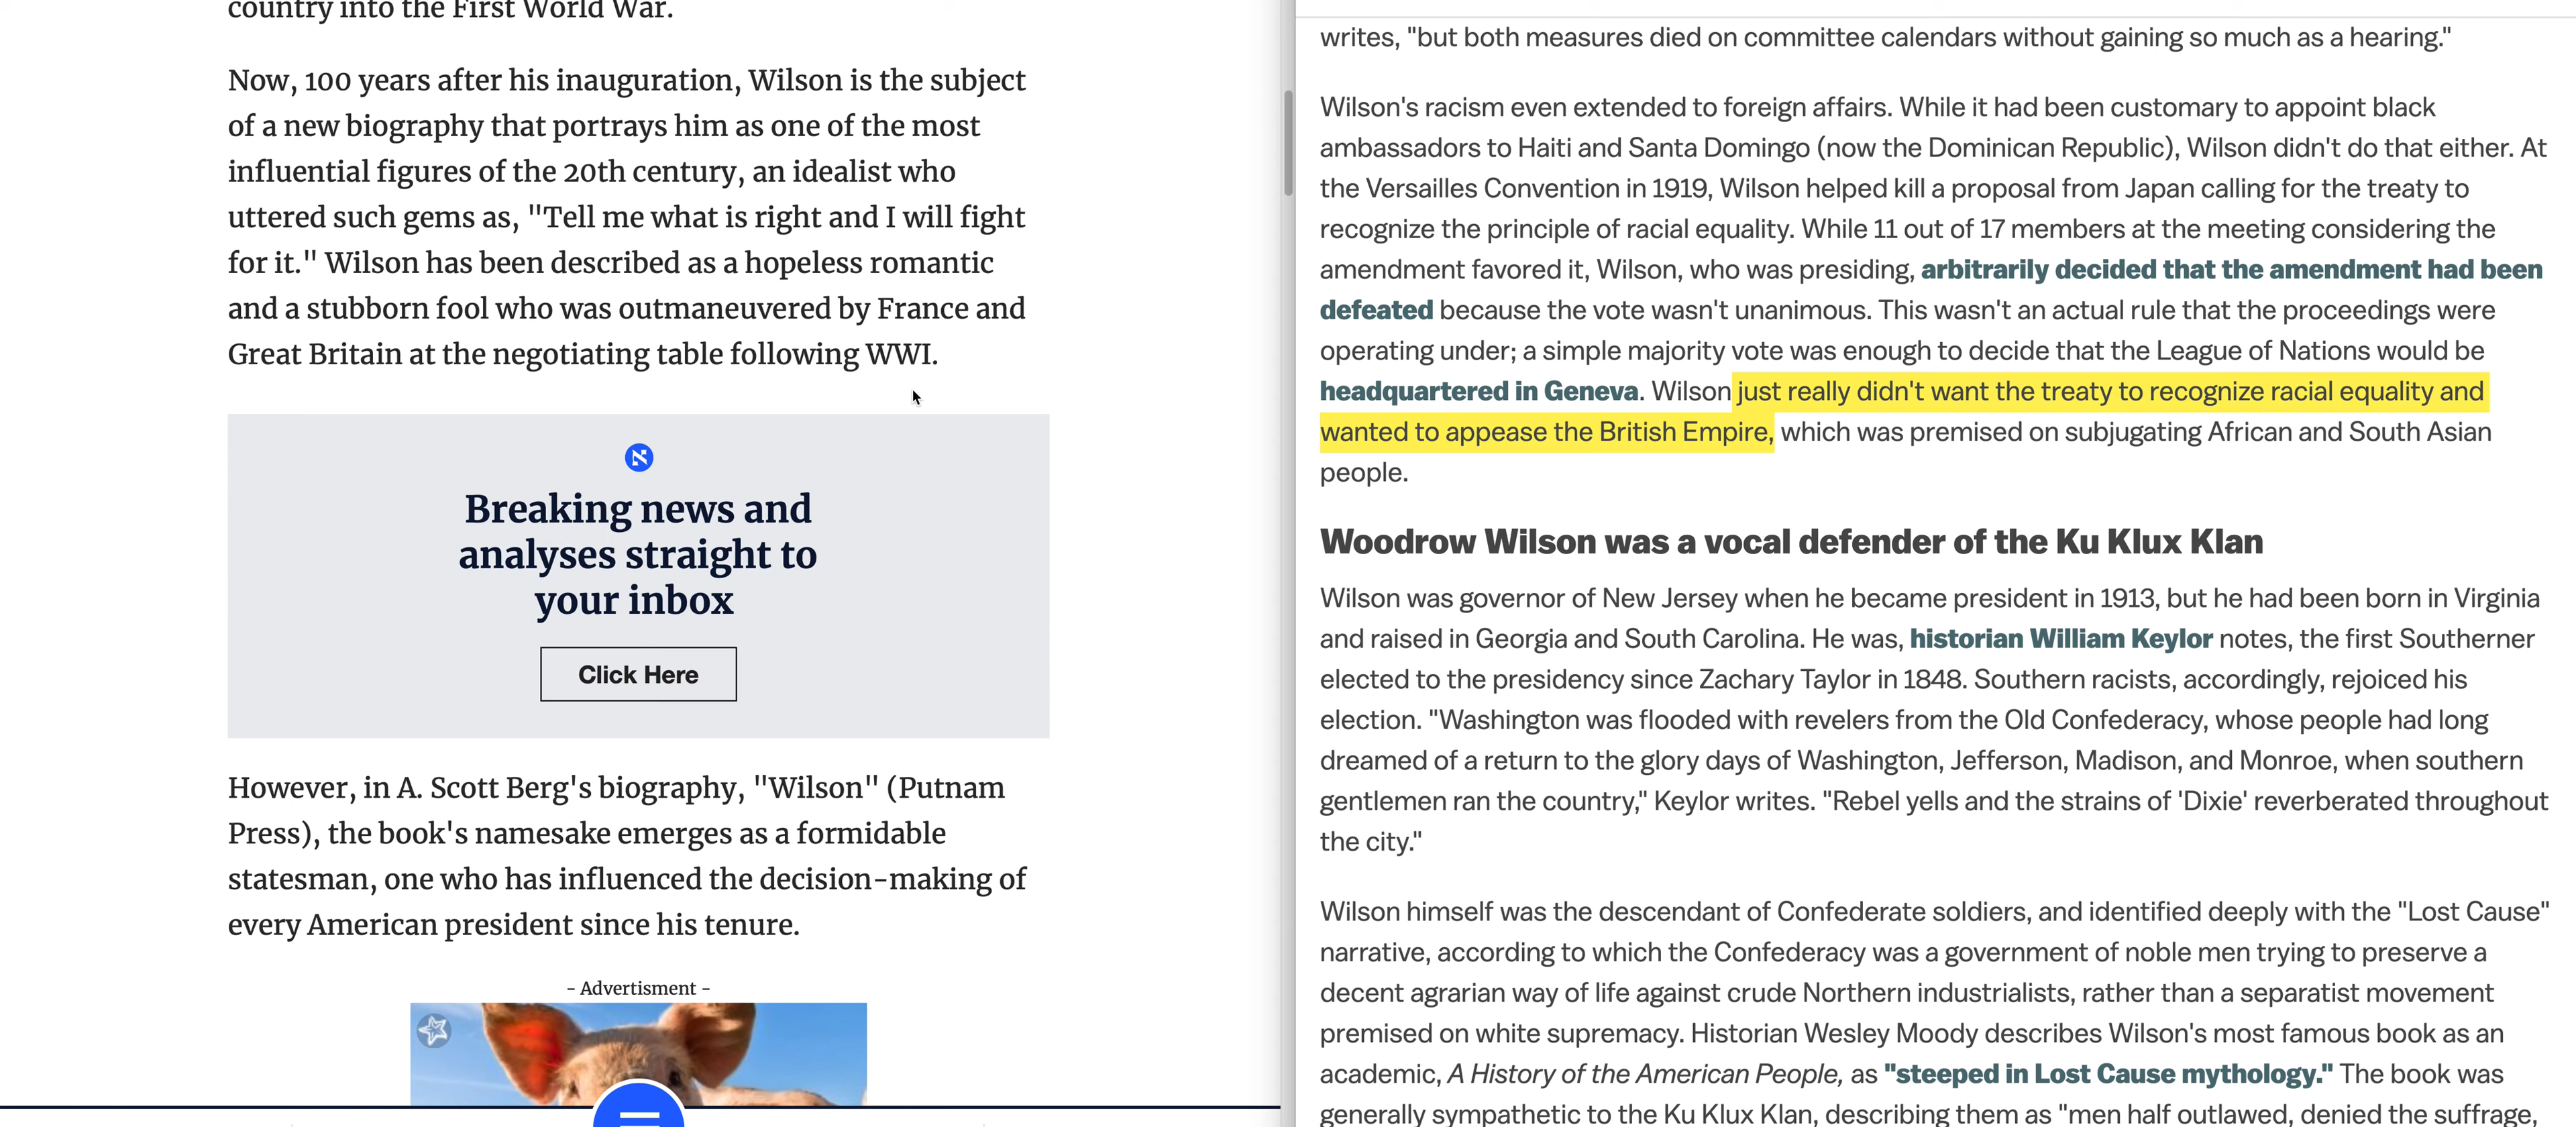 country into the First World War.
Now, 100 years after his inauguration, Wilson is the subject
of a new biography that portrays him as one of the most
influential figures of the 20th century, an idealist who
uttered such gems as, "Tell me what is right and I will fight
for it." Wilson has been described as a hopeless romantic
and a stubborn fool who was outmaneuvered by France and
Great Britain at the negotiating table following WWI.
Breaking news and
analyses straight to
your inbox
Click Here
However, in A. Scott Berg's biography, "Wilson" (Putnam
Press), the book's namesake emerges as a formidable
statesman, one who has influenced the decision-making of
every American president since his tenure.
- Advertisment -
writes, "but both measures died on committee calendars without gaining so much as a hearing."
Wilson's racism even extended to foreign affairs. While it had been customary to appoint black
ambassadors to Haiti and Santa Domingo (now the Dominican Republic), Wilson didn't do that either. At
the Versailles Convention in 1919, Wilson helped kill a proposal from Japan calling for the treaty to
recognize the principle of racial equality. While 11 out of 17 members at the meeting considering the
amendment favored it, Wilson, who was presiding, arbitrarily decided that the amendment had been
defeated because the vote wasn't unanimous. This wasn't an actual rule that the proceedings were
operating under; a simple majority vote was enough to decide that the League of Nations would be
headquartered in Geneva. Wilson just really didn't want the treaty to recognize racial equality and
wanted to appease the British Empire, which was premised on subjugating African and South Asian
people.
Woodrow Wilson was a vocal defender of the Ku Klux Klan
Wilson was governor of New Jersey when he became president in 1913, but he had been born in Virginia
and raised in Georgia and South Carolina. He was, historian William Keylor notes, the first Southerner
elected to the presidency since Zachary Taylor in 1848. Southern racists, accordingly, rejoiced his
election. "Washington was flooded with revelers from the Old Confederacy, whose people had long
dreamed of a return to the glory days of Washington, Jefferson, Madison, and Monroe, when southern
gentlemen ran the country," Keylor writes. "Rebel yells and the strains of 'Dixie' reverberated throughout
the city."
Wilson himself was the descendant of Confederate soldiers, and identified deeply with the "Lost Cause"
narrative, according to which the Confederacy was a government of noble men trying to preserve a
decent agrarian way of life against crude Northern industrialists, rather than a separatist movement
premised on white supremacy. Historian Wesley Moody describes Wilson's most famous book as an
academic, A History of the American People, as "steeped in Lost Cause mythology." The book was
generally sympathetic to the Ku Klux Klan, describing them as "men half outlawed, denied the suffrage,